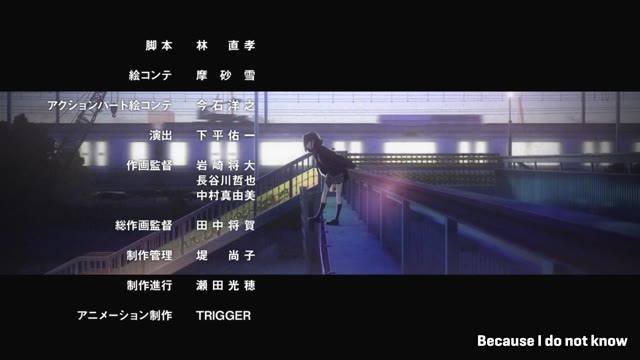 脚本 林 直孝
絵コンテ 摩砂雪
アクションパート絵コンテ 今石洋之
演出 下平佑一
作画監督 岩崎将大
長谷川哲也
中村真由美
総作画監督 田中将賀
制作管理 堤 尚子
制作進行 瀬田光穂
アニメーション制作 TRIGGER
Because I do not know